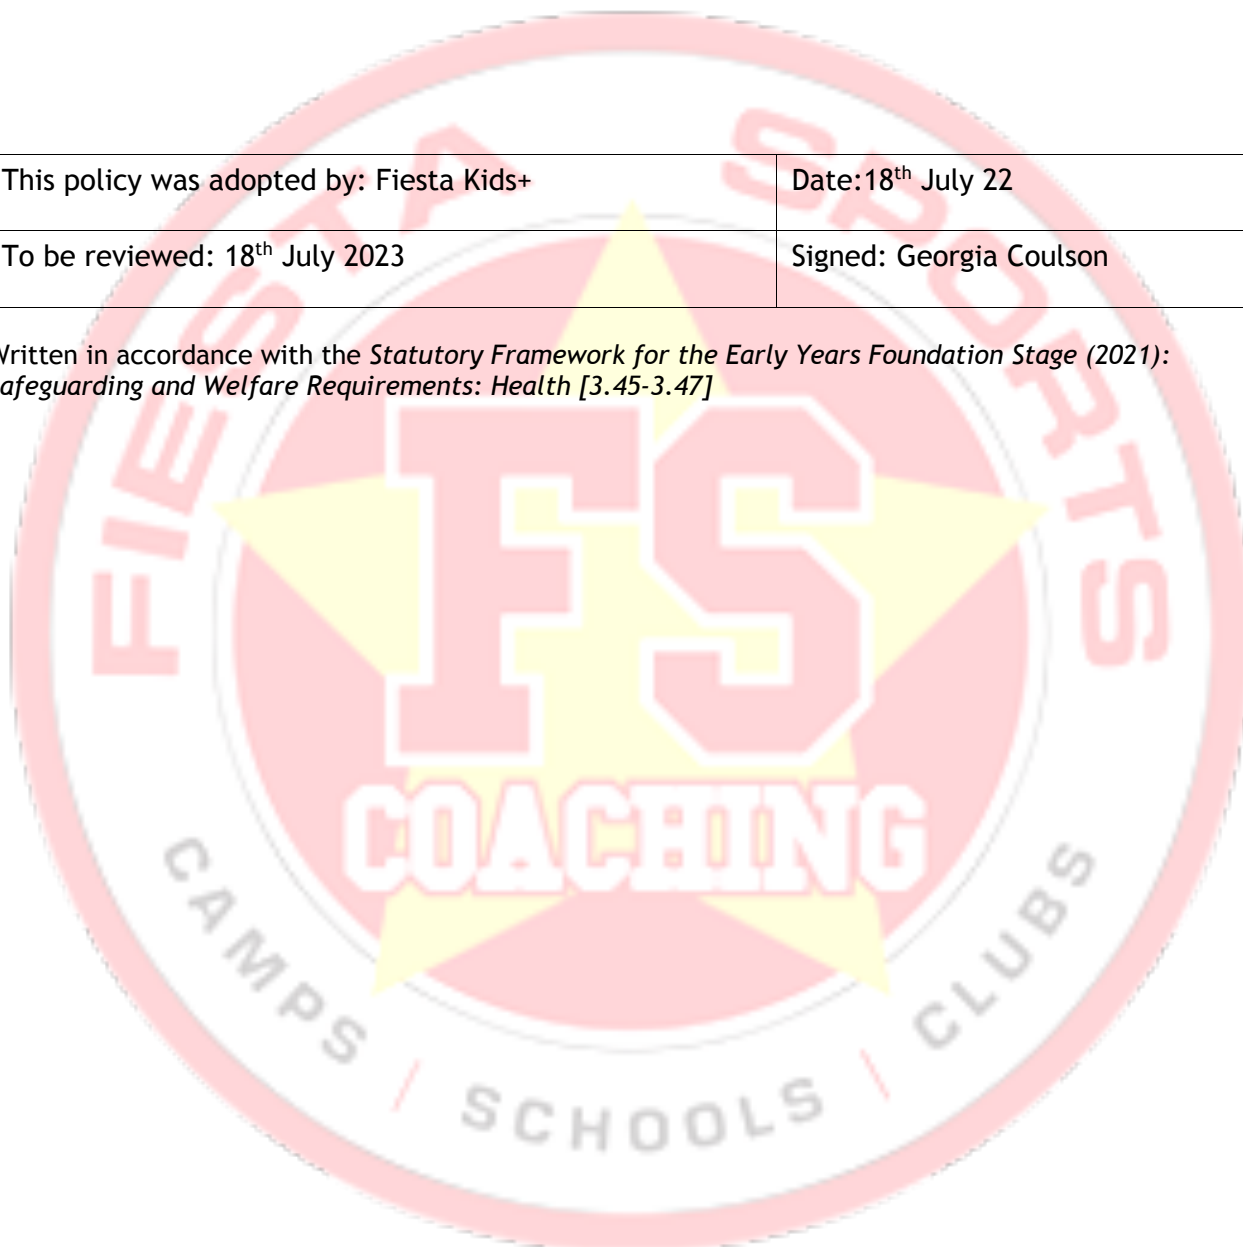 This policy was adopted by: Fiesta Kids+
Date:18th July 22
To be reviewed: 18th July 2023
Signed: Georgia Coulson
Written in accordance with the Statutory Framework for the Early Years Foundation Stage (2021):
afeguarding and Welfare Requirements: Health [3.45-3.47]
FIESTA SPORTS
FS
COACHING
CAMPS | SCHOOLS | CLUBS